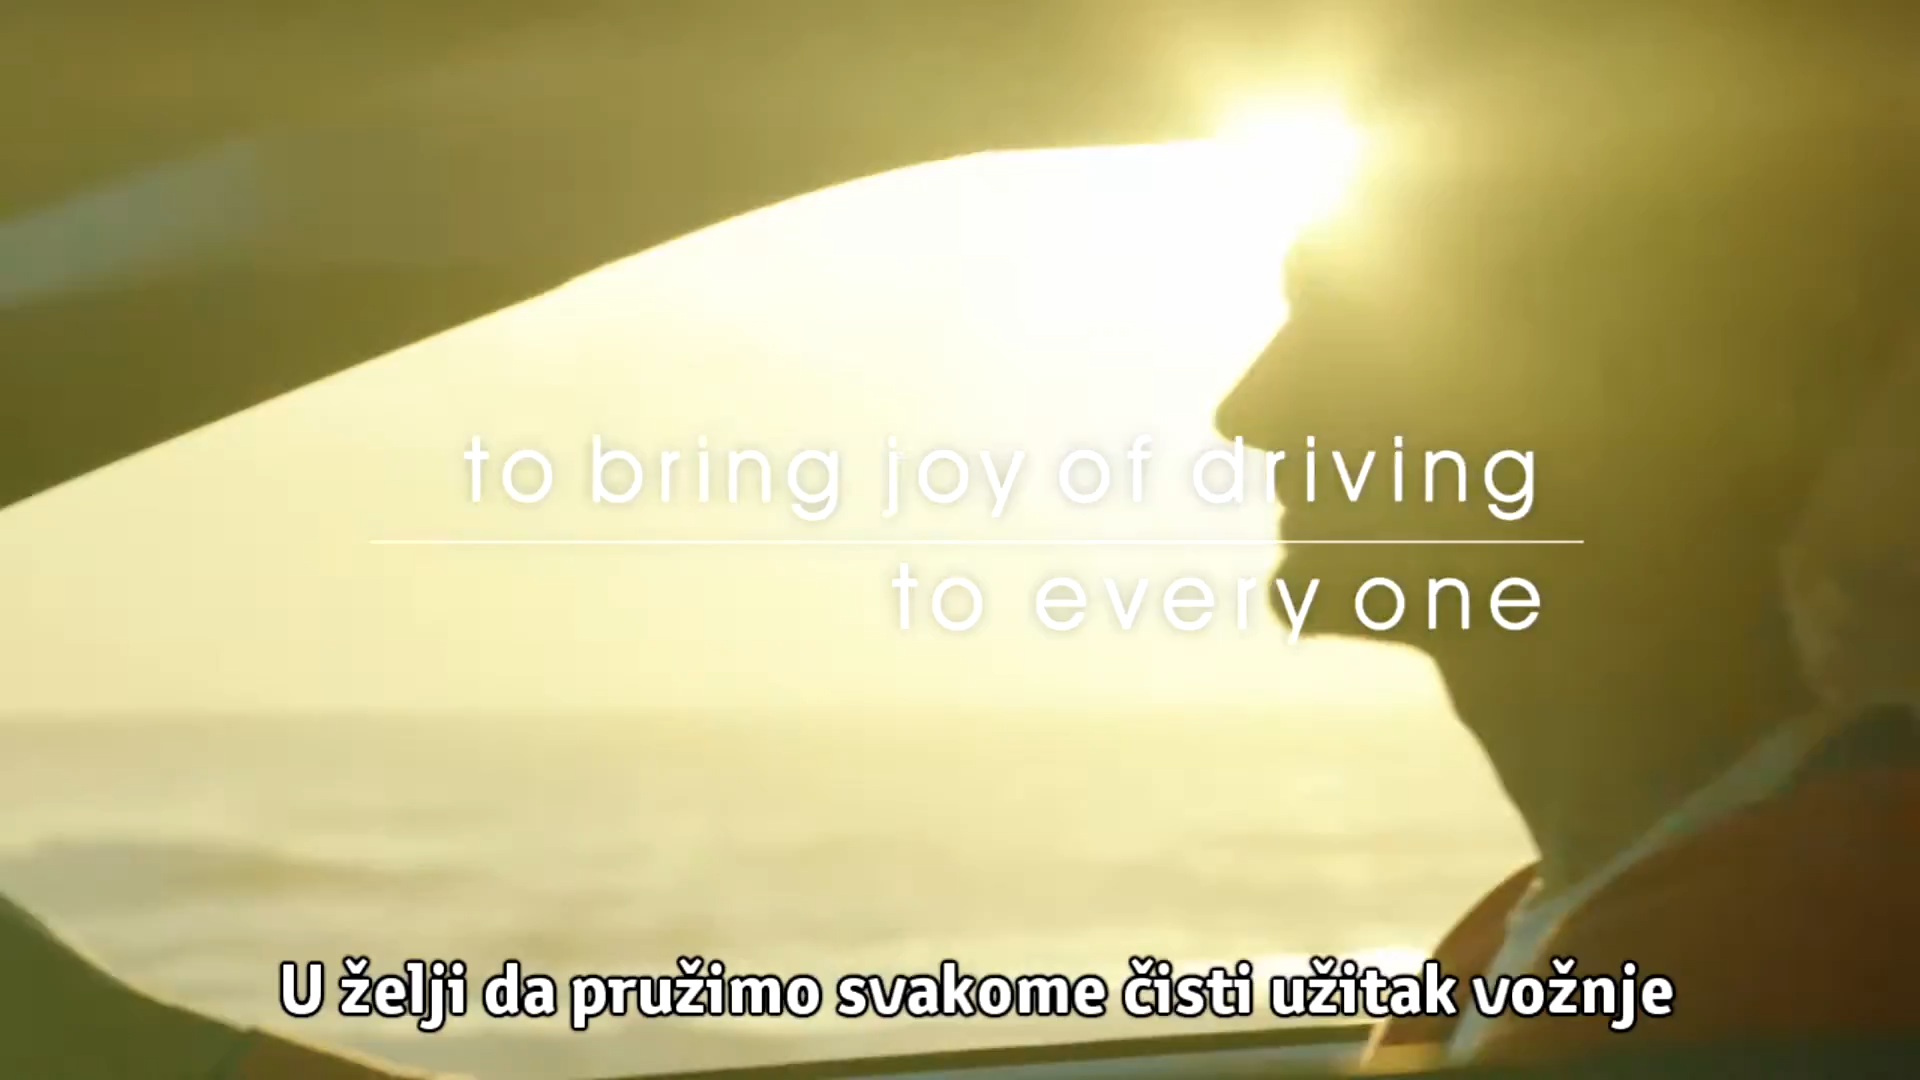 to bring joy of driving
to every one
U želji da pružimo svakome čisti užitak vožnje